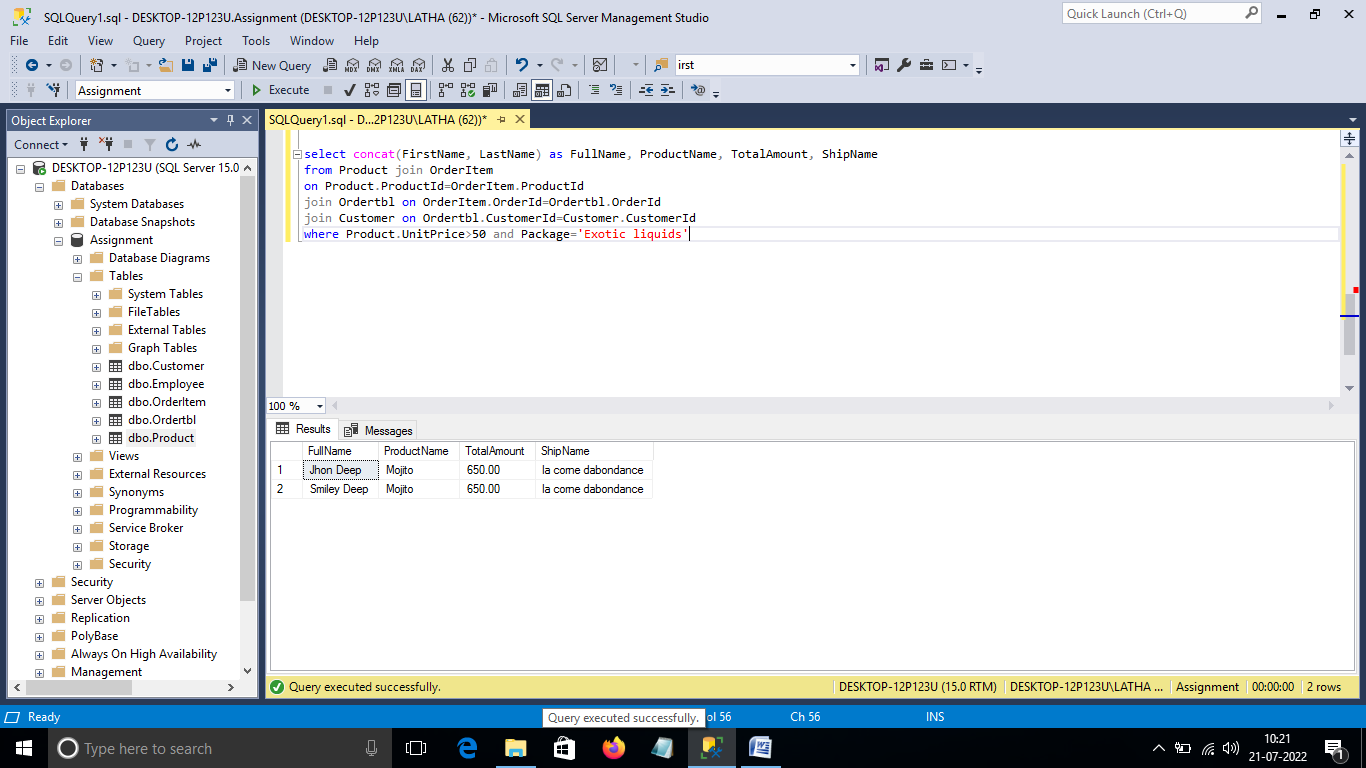 SQLQuery1.sql - DESKTOP-12P123U.Assignment (DESKTOP-12P123U\LATHA (62))* - Microsoft SQL Server Management Studio
Quick Launch (Ctrl+Q)
File Edit View Query Project Tools Window Help
New Query MDX DMX XMLA DAX irst
Assignment Execute
Object Explorer
SQLQuery1.sql - D...2P123U\LATHA (62))*
Connect
DESKTOP-12P123U (SQL Server 15.0
Databases
System Databases
Database Snapshots
Assignment
Database Diagrams
Tables
System Tables
FileTables
External Tables
Graph Tables
dbo.Customer
dbo.Employee
dbo.OrderItem
dbo.Ordertbl
dbo.Product
Views
External Resources
Synonyms
Programmability
Service Broker
Storage
Security
Security
Server Objects
Replication
PolyBase
Always On High Availability
Management
select concat(FirstName, LastName) as FullName, ProductName, TotalAmount, ShipName
from Product join OrderItem
on Product.ProductId=OrderItem.ProductId
join Ordertbl on OrderItem.OrderId=Ordertbl.OrderId
join Customer on Ordertbl.CustomerId=Customer.CustomerId
where Product.UnitPrice>50 and Package='Exotic liquids'
100 %
Results Messages
FullName ProductName TotalAmount ShipName
1 Jhon Deep Mojito 650.00 la come dabondance
2 Smiley Deep Mojito 650.00 la come dabondance
Query executed successfully. DESKTOP-12P123U (15.0 RTM) DESKTOP-12P123U\LATHA ... Assignment 00:00:00 2 rows
Ready Query executed successfully. ol 56 Ch 56 INS
Type here to search
10:21
21-07-2022
1